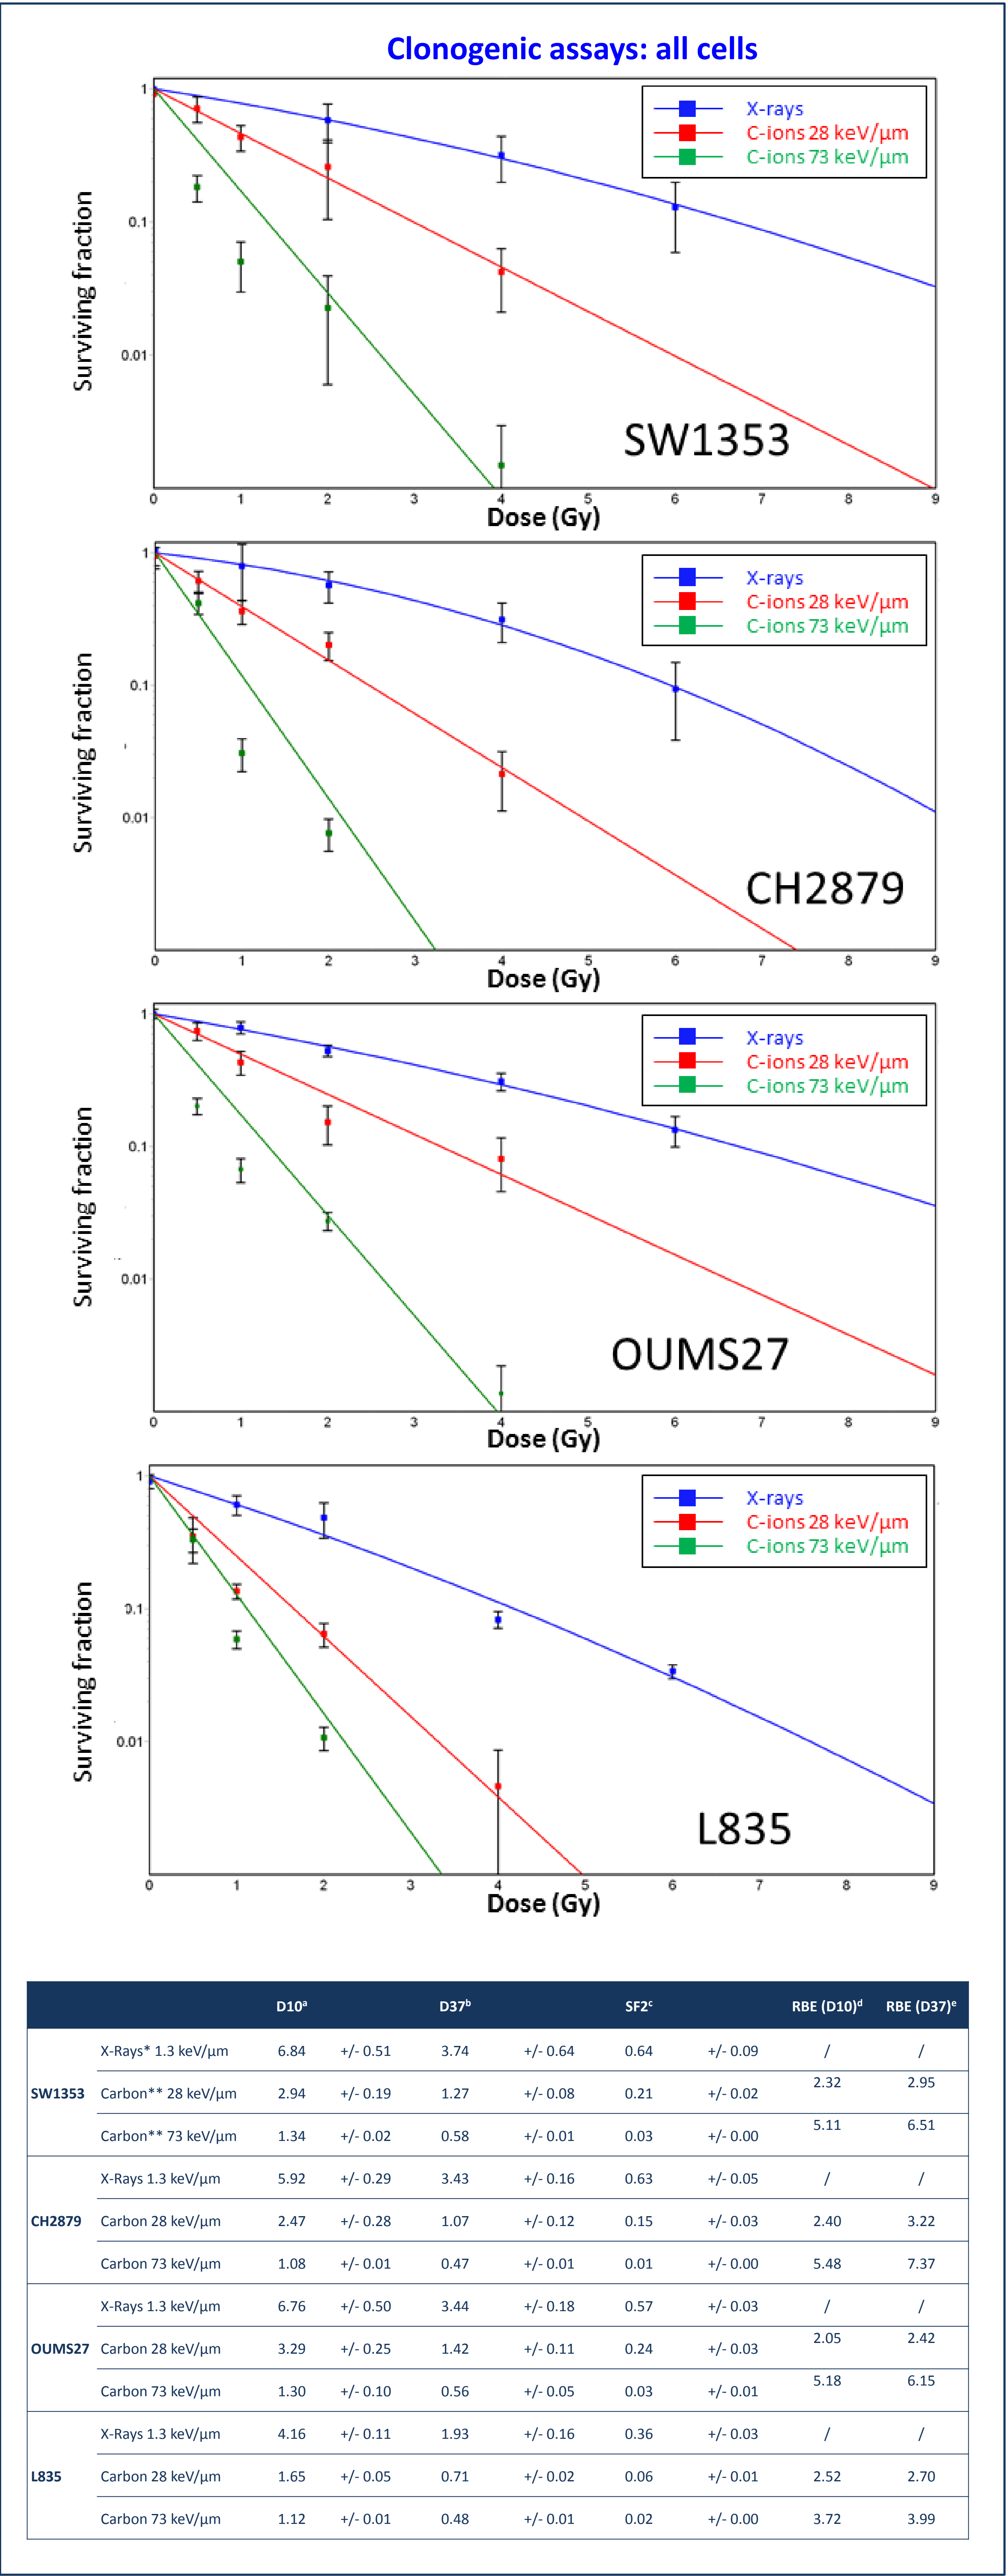 Clonogenic assays: all cells
1
0.1
0.01
Surviving fraction
X-rays
C-ions 28 keV/µm
C-ions 73 keV/µm
SW1353
0 1 2 3 4 5 6 7 8 9
Dose (Gy)
1
0.1
0.01
Surviving fraction
X-rays
C-ions 28 keV/µm
C-ions 73 keV/µm
CH2879
0 1 2 3 4 5 6 7 8 9
Dose (Gy)
1
0.1
0.01
Surviving fraction
X-rays
C-ions 28 keV/µm
C-ions 73 keV/µm
OUMS27
0 1 2 3 4 5 6 7 8 9
Dose (Gy)
1
0.1
0.01
Surviving fraction
X-rays
C-ions 28 keV/µm
C-ions 73 keV/µm
L835
0 1 2 3 4 5 6 7 8 9
Dose (Gy)
D10ᵃ D37ᵇ SF2ᶜ RBE (D10)ᵈ RBE (D37)ᵉ
X-Rays* 1.3 keV/µm 6.84 +/- 0.51 3.74 +/- 0.64 0.64 +/- 0.09 / /
SW1353 Carbon** 28 keV/µm 2.94 +/- 0.19 1.27 +/- 0.08 0.21 +/- 0.02 2.32 2.95
Carbon** 73 keV/µm 1.34 +/- 0.02 0.58 +/- 0.01 0.03 +/- 0.00 5.11 6.51
X-Rays 1.3 keV/µm 5.92 +/- 0.29 3.43 +/- 0.16 0.63 +/- 0.05 / /
CH2879 Carbon 28 keV/µm 2.47 +/- 0.28 1.07 +/- 0.12 0.15 +/- 0.03 2.40 3.22
Carbon 73 keV/µm 1.08 +/- 0.01 0.47 +/- 0.01 0.01 +/- 0.00 5.48 7.37
X-Rays 1.3 keV/µm 6.76 +/- 0.50 3.44 +/- 0.18 0.57 +/- 0.03 / /
OUMS27 Carbon 28 keV/µm 3.29 +/- 0.25 1.42 +/- 0.11 0.24 +/- 0.03 2.05 2.42
Carbon 73 keV/µm 1.30 +/- 0.10 0.56 +/- 0.05 0.03 +/- 0.01 5.18 6.15
X-Rays 1.3 keV/µm 4.16 +/- 0.11 1.93 +/- 0.16 0.36 +/- 0.03 / /
L835 Carbon 28 keV/µm 1.65 +/- 0.05 0.71 +/- 0.02 0.06 +/- 0.01 2.52 2.70
Carbon 73 keV/µm 1.12 +/- 0.01 0.48 +/- 0.01 0.02 +/- 0.00 3.72 3.99